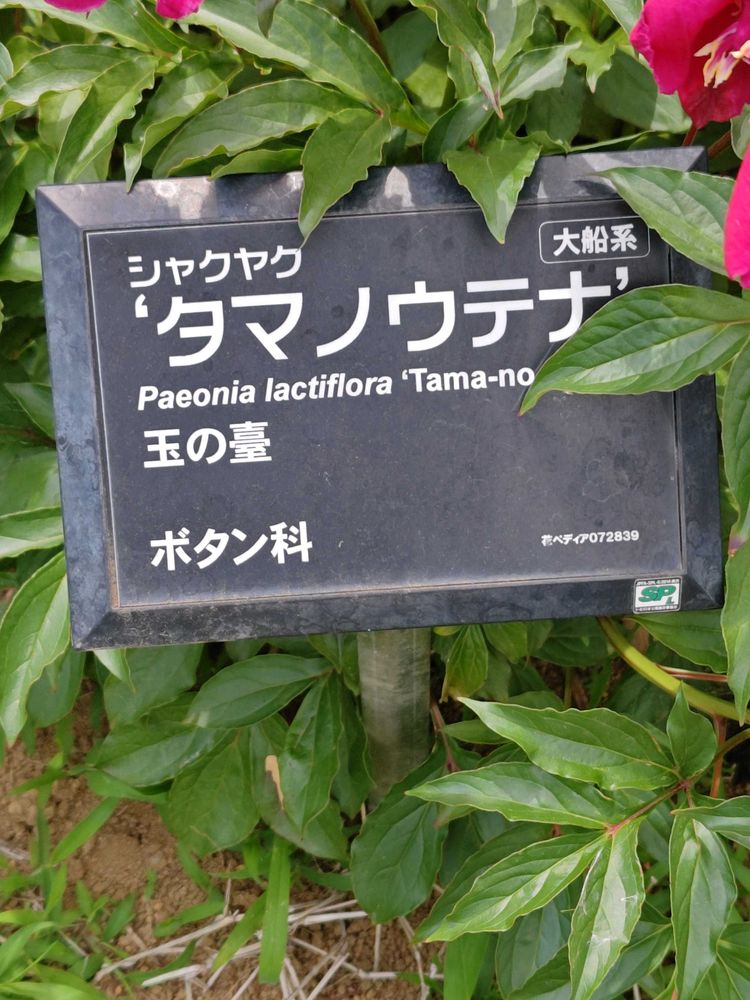 大船系
シャクヤク
‘タマノウテナ’
Paeonia lactiflora ‘Tama-no
玉の臺
ボタン科
花ペディア072839
SPL